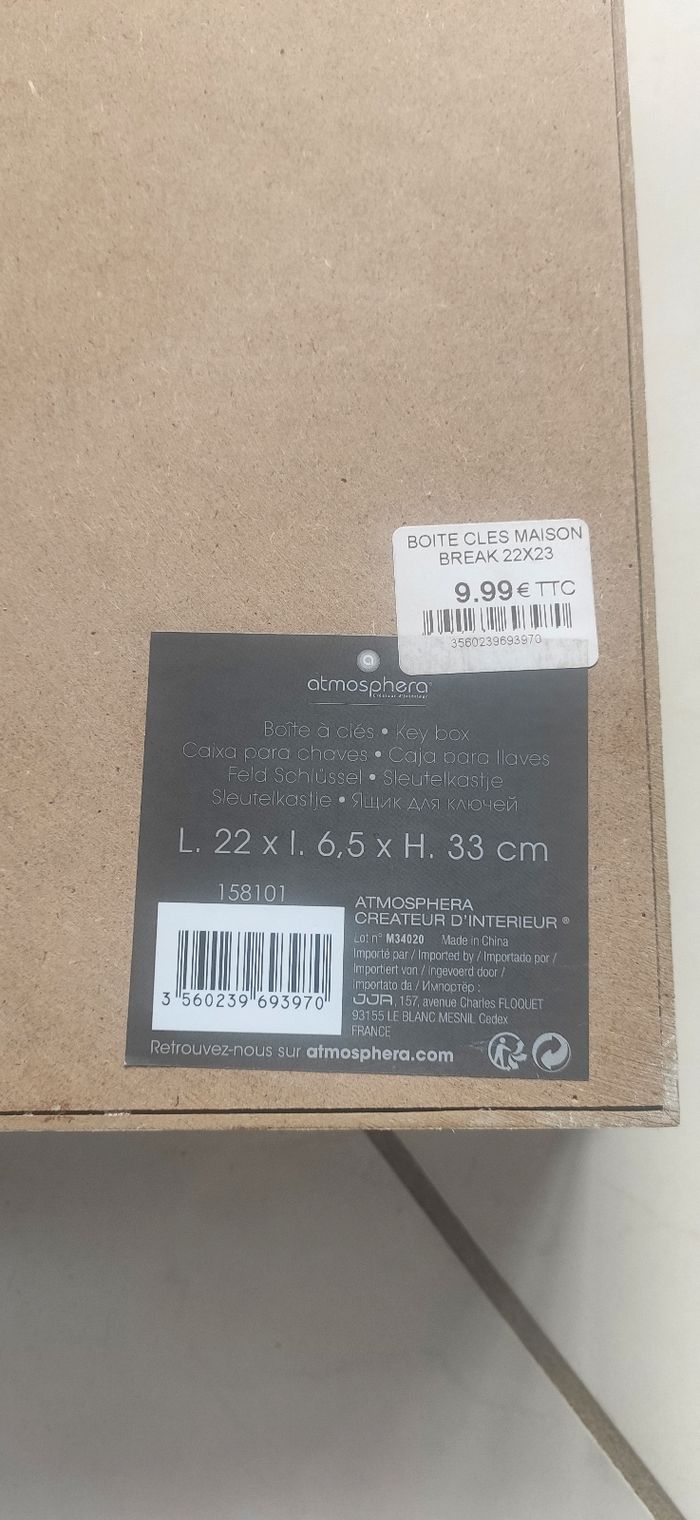 BOITE CLES MAISON
BREAK 22X23
9.99 € TTC
3560239693970
atmosphera
Créateur d'intérieur
Boîte à clés • Key box
Caixa para chaves • Caja para llaves
Feld Schlüssel • Sleutelkastje
Sleutelkastje • Ящик для ключей
L. 22 x l. 6,5 x H. 33 cm
158101
3 560239 693970
ATMOSPHERA
CREATEUR D'INTERIEUR ®
Lot n° M34020 Made in China
Importé par / Imported by / Importado por /
Importiert von / Ingevoerd door /
Importato da / Импортёр :
JJA, 157, avenue Charles FLOQUET
93155 LE BLANC MESNIL Cedex
FRANCE
Retrouvez-nous sur atmosphera.com